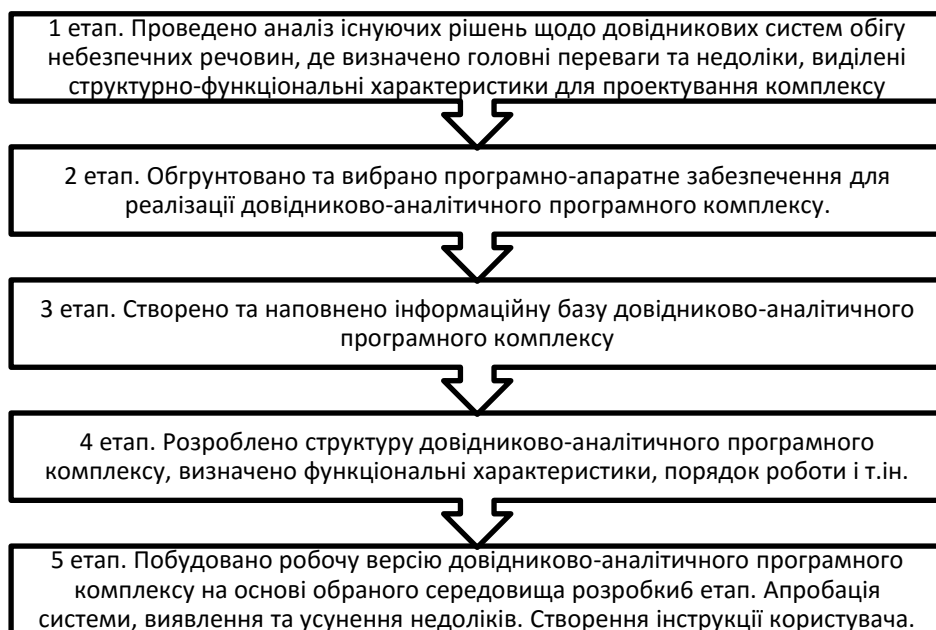 1 етап. Проведено аналіз існуючих рішень щодо довідникових систем обігу
небезпечних речовин, де визначено головні переваги та недоліки, виділені
структурно-функціональні характеристики для проектування комплексу
2 етап. Обгрунтовано та вибрано програмно-апаратне забезпечення для
реалізації довідниково-аналітичного програмного комплексу.
3 етап. Створено та наповнено інформаційну базу довідниково-аналітичного
програмного комплексу
4 етап. Розроблено структуру довідниково-аналітичного програмного
комплексу, визначено функціональні характеристики, порядок роботи і т.ін.
5 етап. Побудовано робочу версію довідниково-аналітичного програмного
комплексу на основі обраного середовища розробки6 етап. Апробація
системи, виявлення та усунення недоліків. Створення інструкції користувача.